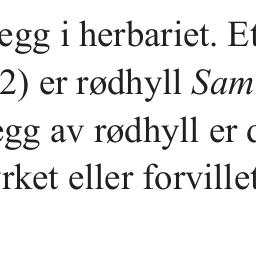 egg i herbariet. Et
2) er rødhyll Sam
egg av rødhyll er d
rket eller forvillet